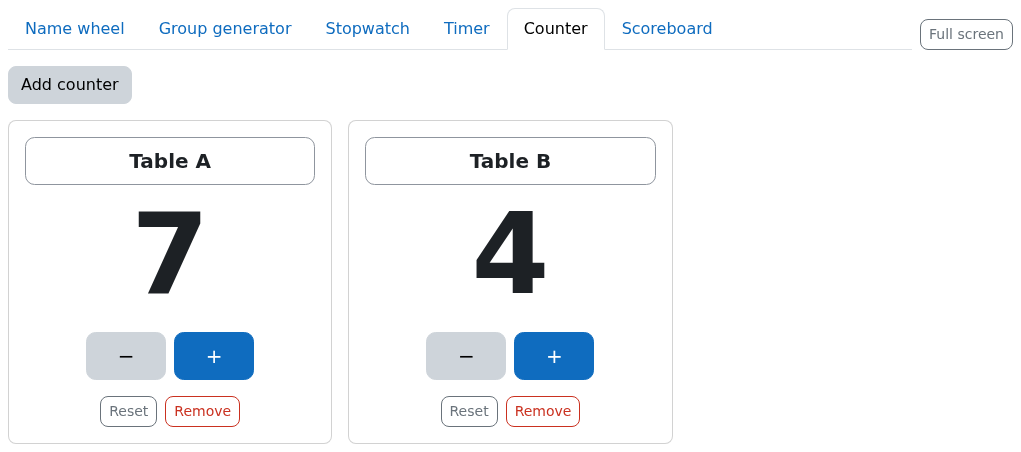 Name wheel Group generator Stopwatch Timer Counter Scoreboard Full screen
Add counter
Table A
7
− +
Reset Remove
Table B
4
− +
Reset Remove